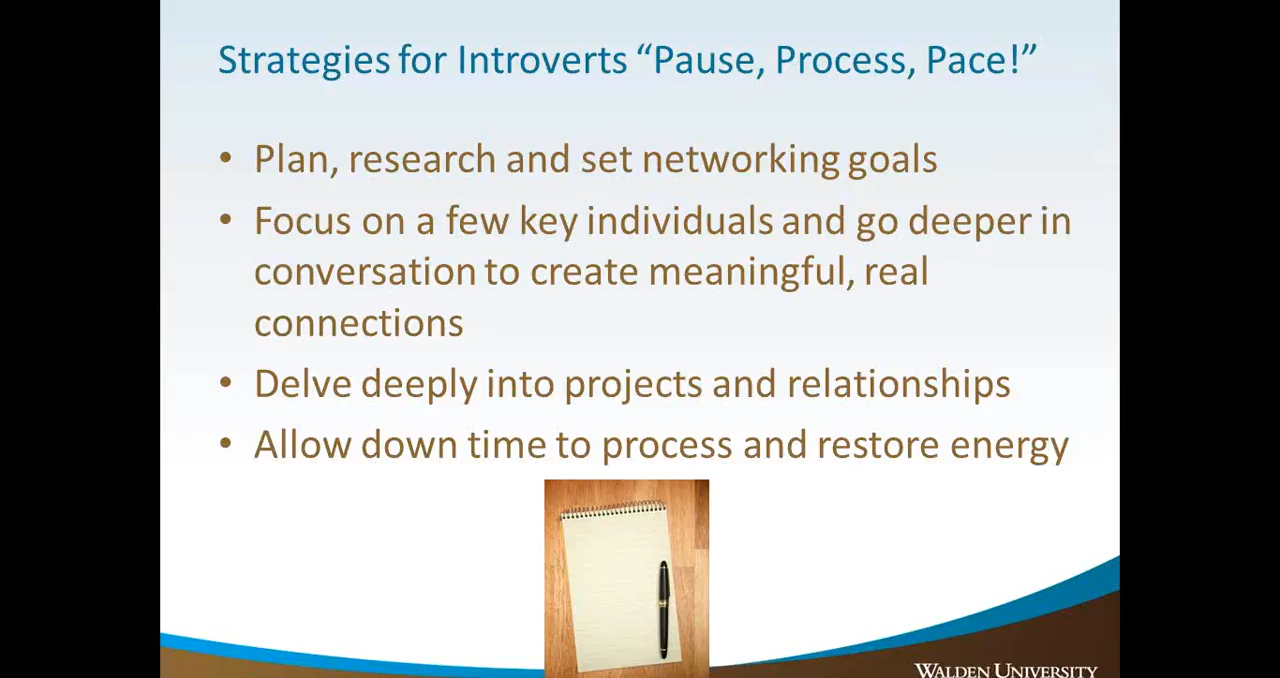 Strategies for Introverts “Pause, Process, Pace!”
• Plan, research and set networking goals
• Focus on a few key individuals and go deeper in
conversation to create meaningful, real
connections
• Delve deeply into projects and relationships
• Allow down time to process and restore energy
WALDEN UNIVERSITY